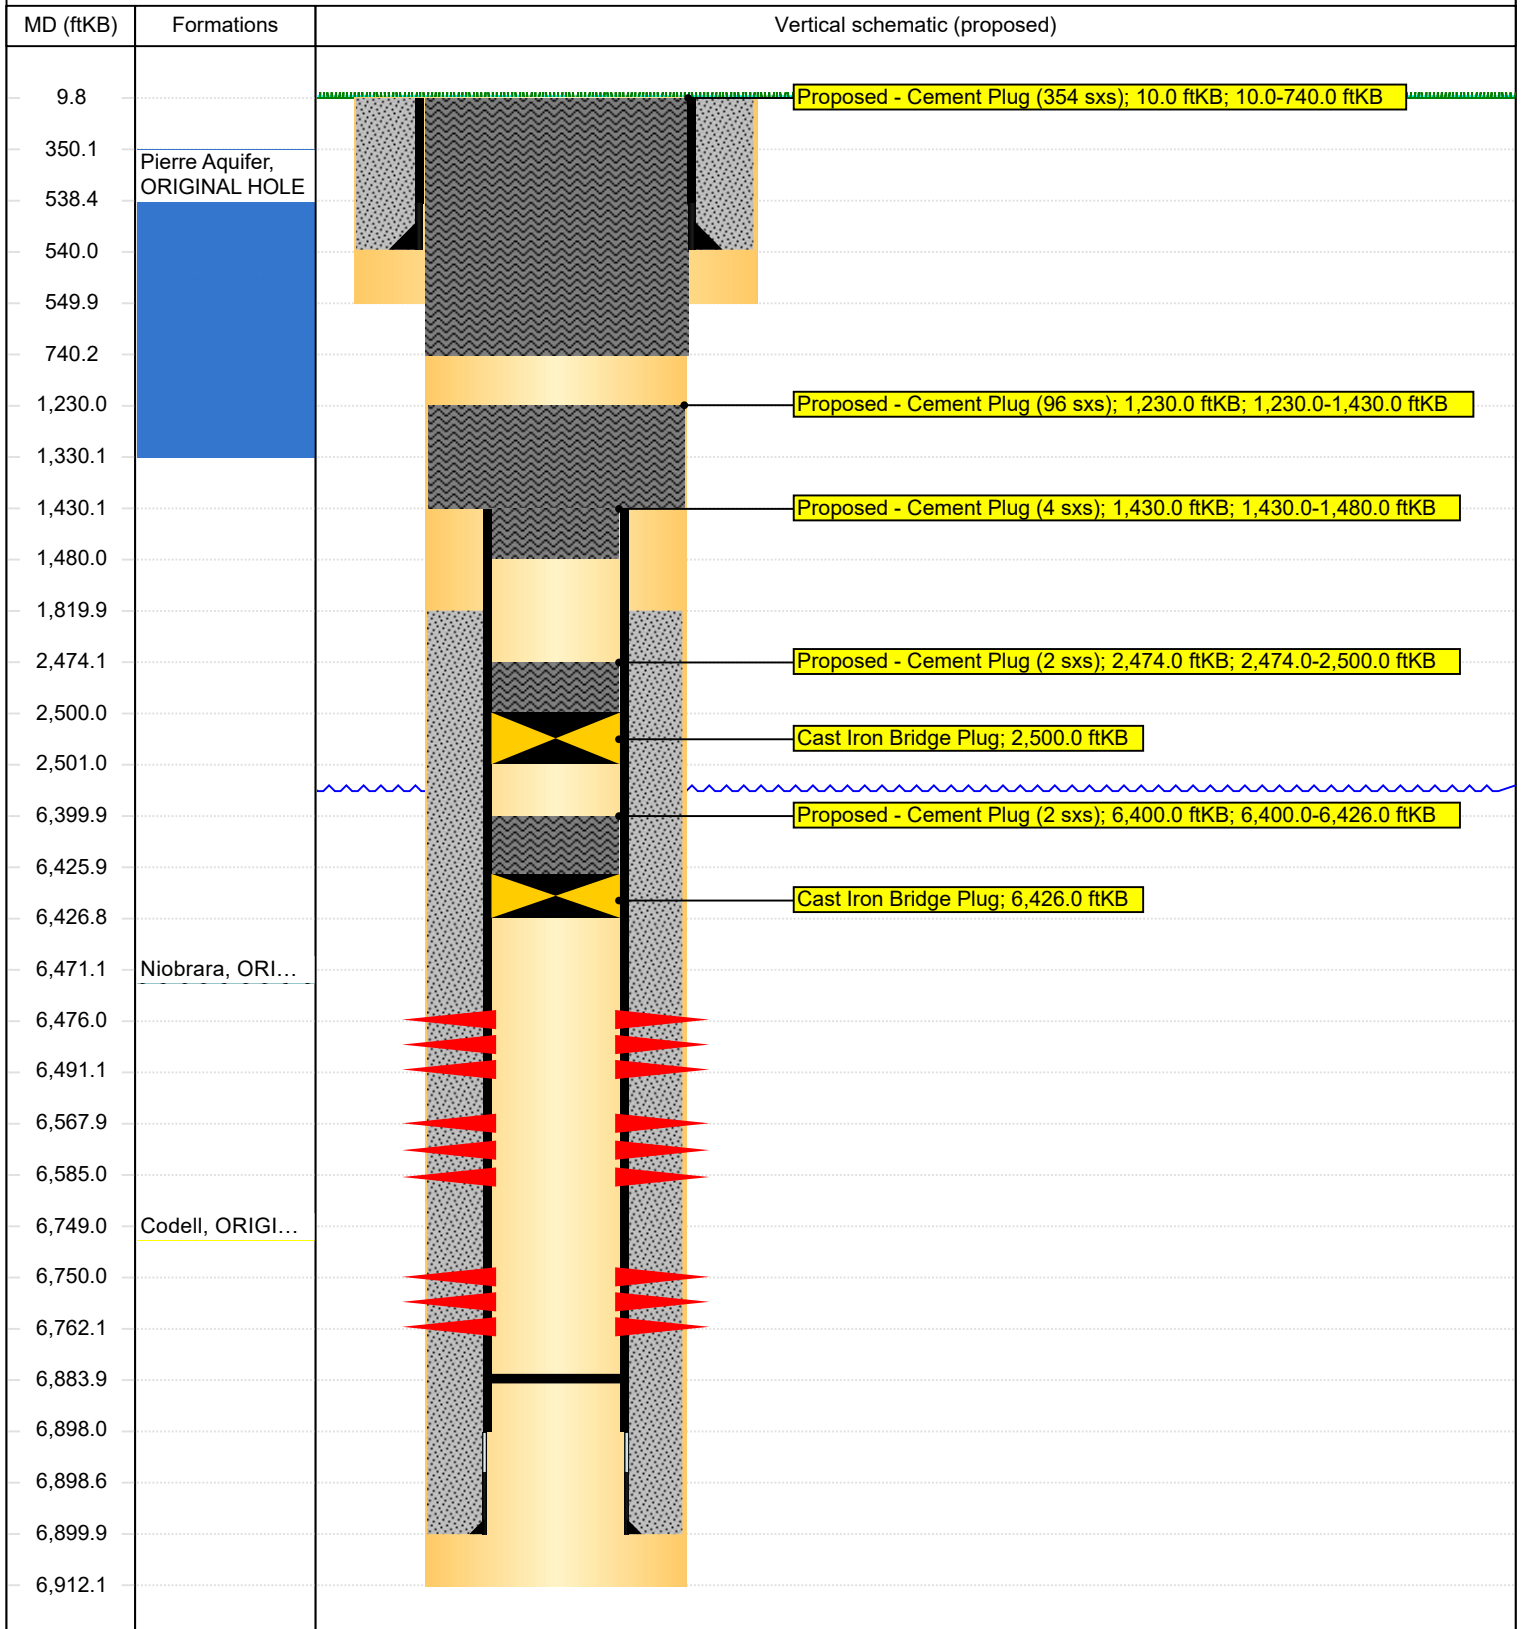 MD (ftKB) Formations Vertical schematic (proposed)
9.8 Proposed - Cement Plug (354 sxs); 10.0 ftKB; 10.0-740.0 ftKB
350.1
Pierre Aquifer,
ORIGINAL HOLE
538.4
540.0
549.9
740.2
1,230.0 Proposed - Cement Plug (96 sxs); 1,230.0 ftKB; 1,230.0-1,430.0 ftKB
1,330.1
1,430.1 Proposed - Cement Plug (4 sxs); 1,430.0 ftKB; 1,430.0-1,480.0 ftKB
1,480.0
1,819.9
2,474.1 Proposed - Cement Plug (2 sxs); 2,474.0 ftKB; 2,474.0-2,500.0 ftKB
2,500.0
Cast Iron Bridge Plug; 2,500.0 ftKB
2,501.0
6,399.9 Proposed - Cement Plug (2 sxs); 6,400.0 ftKB; 6,400.0-6,426.0 ftKB
6,425.9
Cast Iron Bridge Plug; 6,426.0 ftKB
6,426.8
6,471.1 Niobrara, ORI...
6,476.0
6,491.1
6,567.9
6,585.0
6,749.0 Codell, ORIGI...
6,750.0
6,762.1
6,883.9
6,898.0
6,898.6
6,899.9
6,912.1